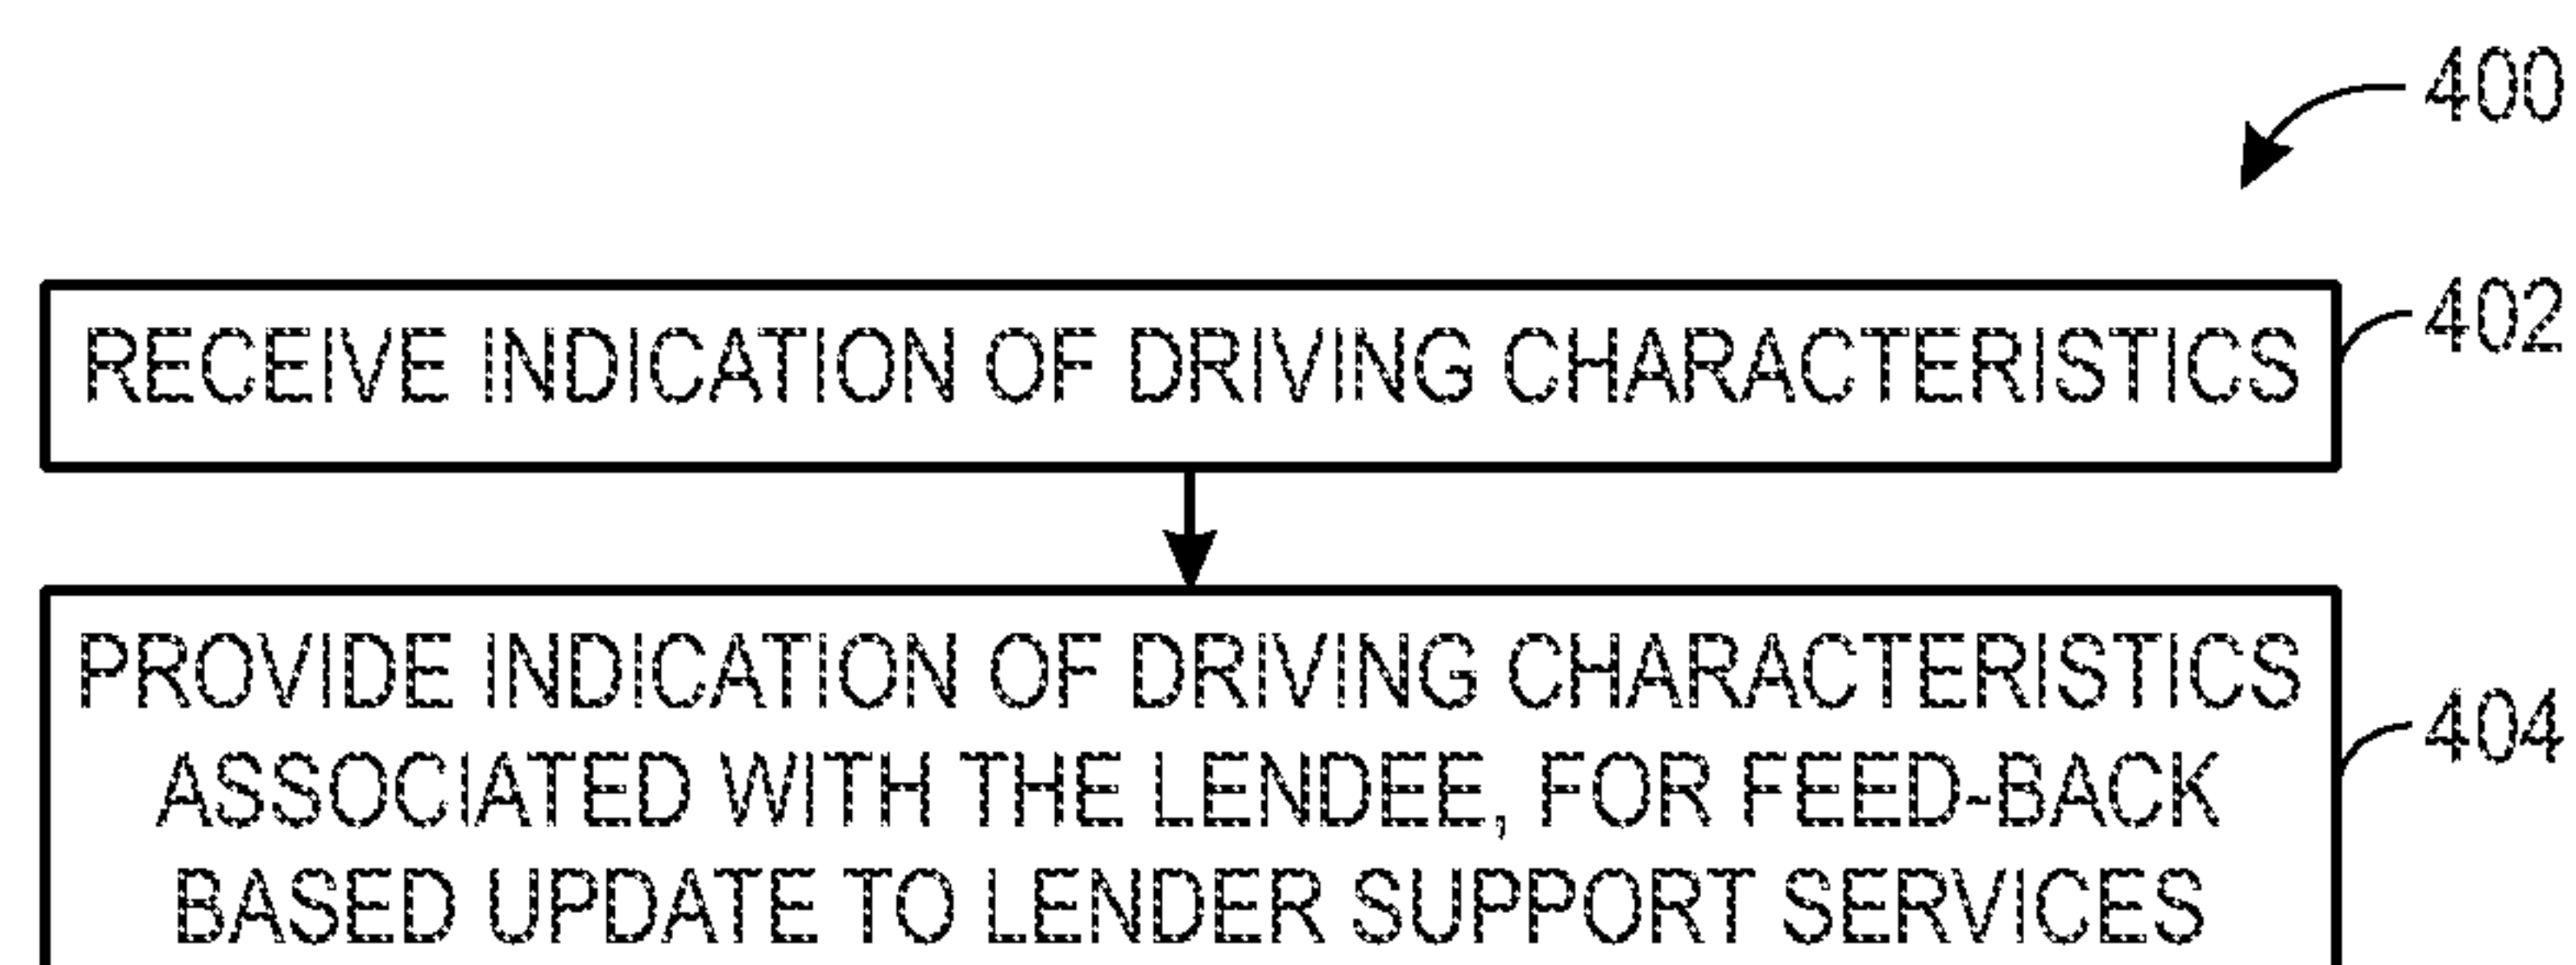 400
RECEIVE INDICATION OF DRIVING CHARACTERISTICS
402
PROVIDE INDICATION OF DRIVING CHARACTERISTICS
ASSOCIATED WITH THE LENDEE, FOR FEED-BACK
BASED UPDATE TO LENDER SUPPORT SERVICES
404